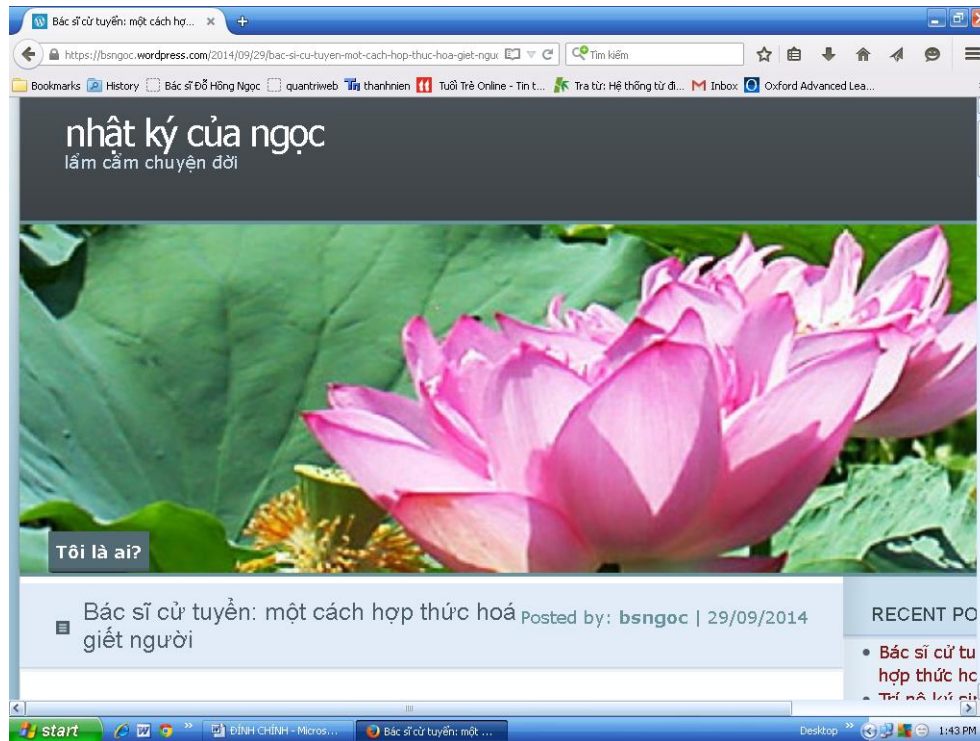 Bác sĩ cử tuyển: một cách hợ...
https://bsngoc.wordpress.com/2014/09/29/bac-si-cu-tuyen-mot-cach-hop-thuc-hoa-giet-nguo
Tìm kiếm
Bookmarks History Bác sĩ Đỗ Hồng Ngọc quantriweb thanhnien Tuổi Trẻ Online - Tin t... Tra từ: Hệ thống từ đi... Inbox Oxford Advanced Lea...
nhật ký của ngọc
lẩm cẩm chuyện đời
Tôi là ai?
Bác sĩ cử tuyển: một cách hợp thức hoá
giết người
Posted by: bsngoc | 29/09/2014
RECENT PO
Bác sĩ cử tu
hợp thức hc
start ĐÍNH CHÍNH - Micros... Bác sĩ cử tuyển: một ... Desktop 1:43 PM